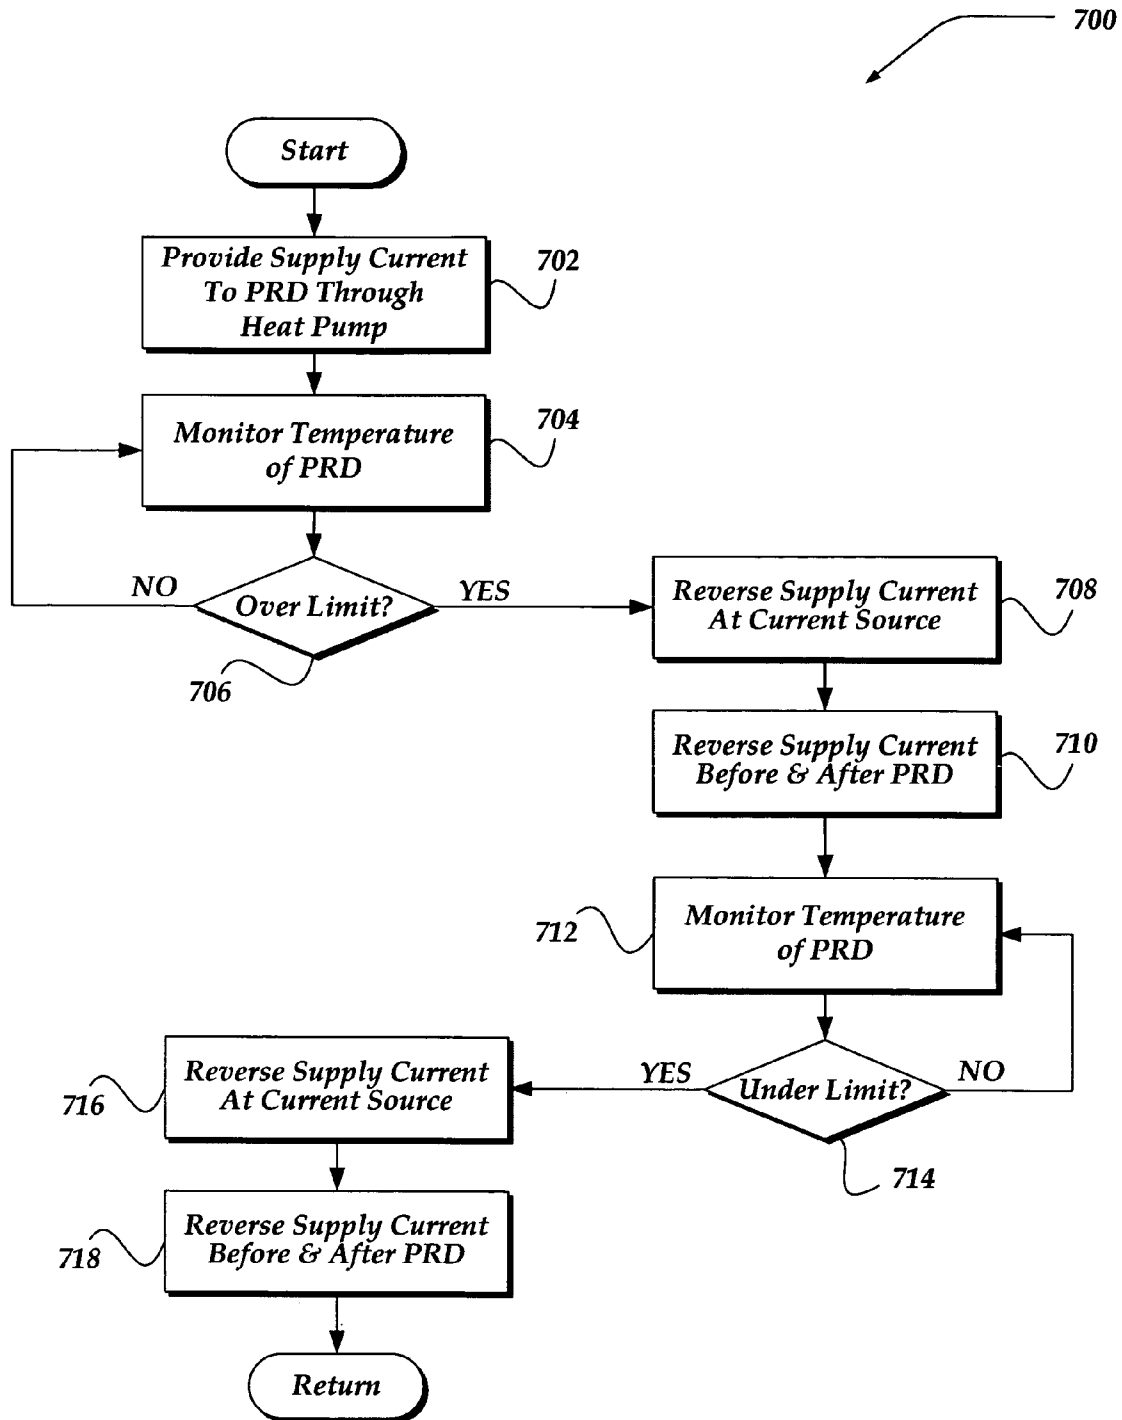 700
Start
Provide Supply Current
To PRD Through
Heat Pump
702
Monitor Temperature
of PRD
704
NO
Over Limit?
YES
706
Reverse Supply Current
At Current Source
708
Reverse Supply Current
Before & After PRD
710
Monitor Temperature
of PRD
712
YES
Under Limit?
NO
714
Reverse Supply Current
At Current Source
716
Reverse Supply Current
Before & After PRD
718
Return